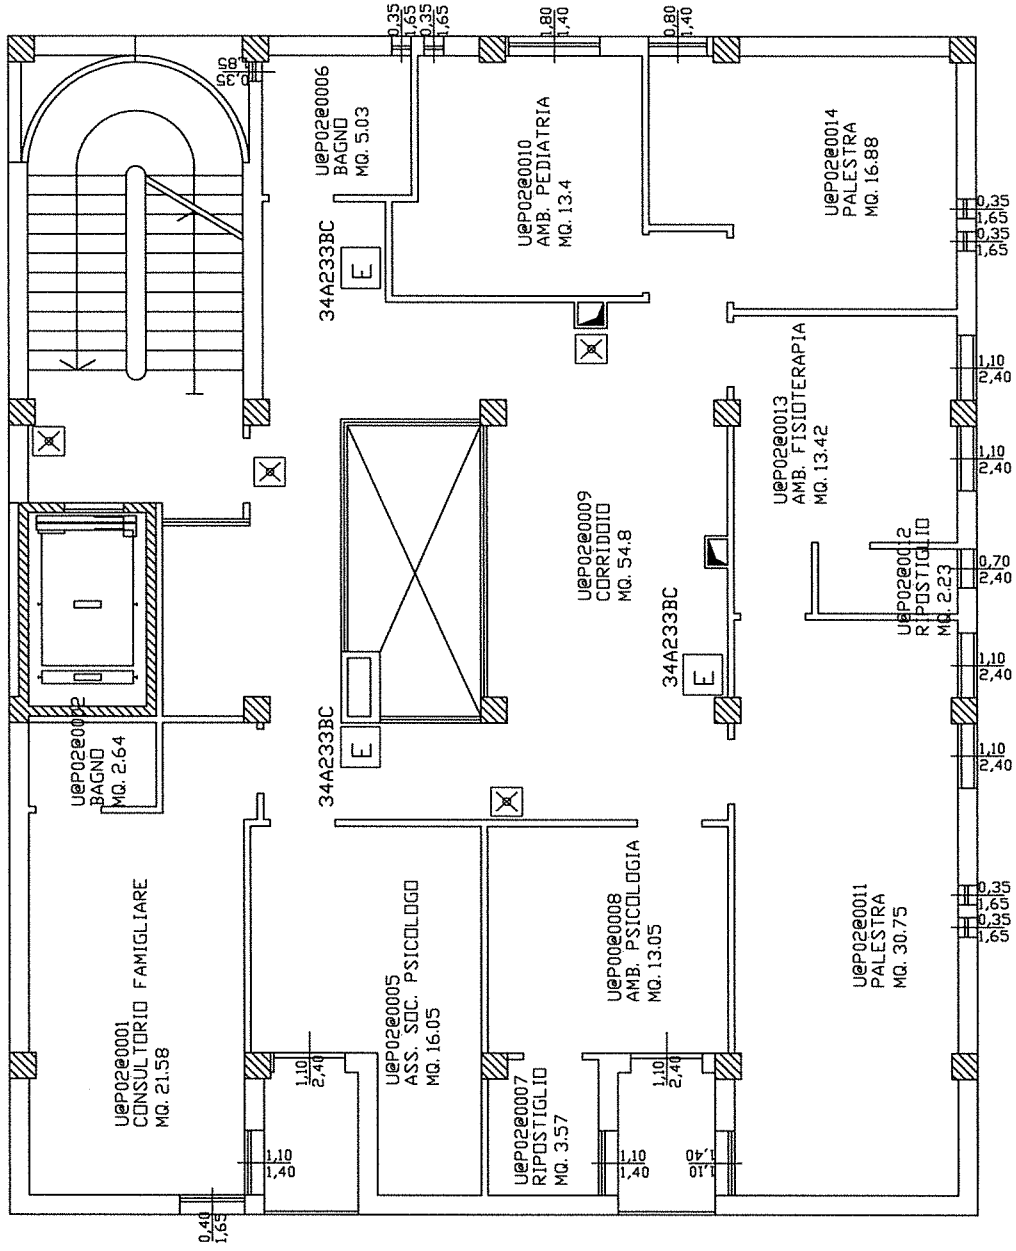 0,35
1,65
0,35
1,65
1,80
1,40
0,80
1,40
0,35
1,85
U@P02@0006
BAGNO
MQ. 5.03
U@P02@0010
AMB. PEDIATRIA
MQ. 13.4
U@P02@0014
PALESTRA
MQ. 16.88
0,35
1,65
0,35
1,65
34A233BC
E
U@P02@0013
AMB. FISIOTERAPIA
MQ. 13.42
1,10
2,40
1,10
2,40
U@P02@0009
CORRIDOIO
MQ. 54.8
U@P02@0012
RIPOSTIGLIO
MQ. 2.23
0,70
2,40
34A233BC
E
1,10
2,40
U@P02@0002
BAGNO
MQ. 2.64
34A233BC
E
1,10
2,40
U@P02@0001
CONSULTORIO FAMIGLIARE
MQ. 21.58
U@P02@0005
ASS. SOC. PSICOLOGO
MQ. 16.05
U@P00@0008
AMB. PSICOLOGIA
MQ. 13.05
U@P02@0011
PALESTRA
MQ. 30.75
0,35
1,65
0,35
1,65
1,10
2,40
1,10
2,40
U@P02@0007
RIPOSTIGLIO
MQ. 3.57
1,10
1,40
1,10
1,40
1,10
1,40
0,40
1,65